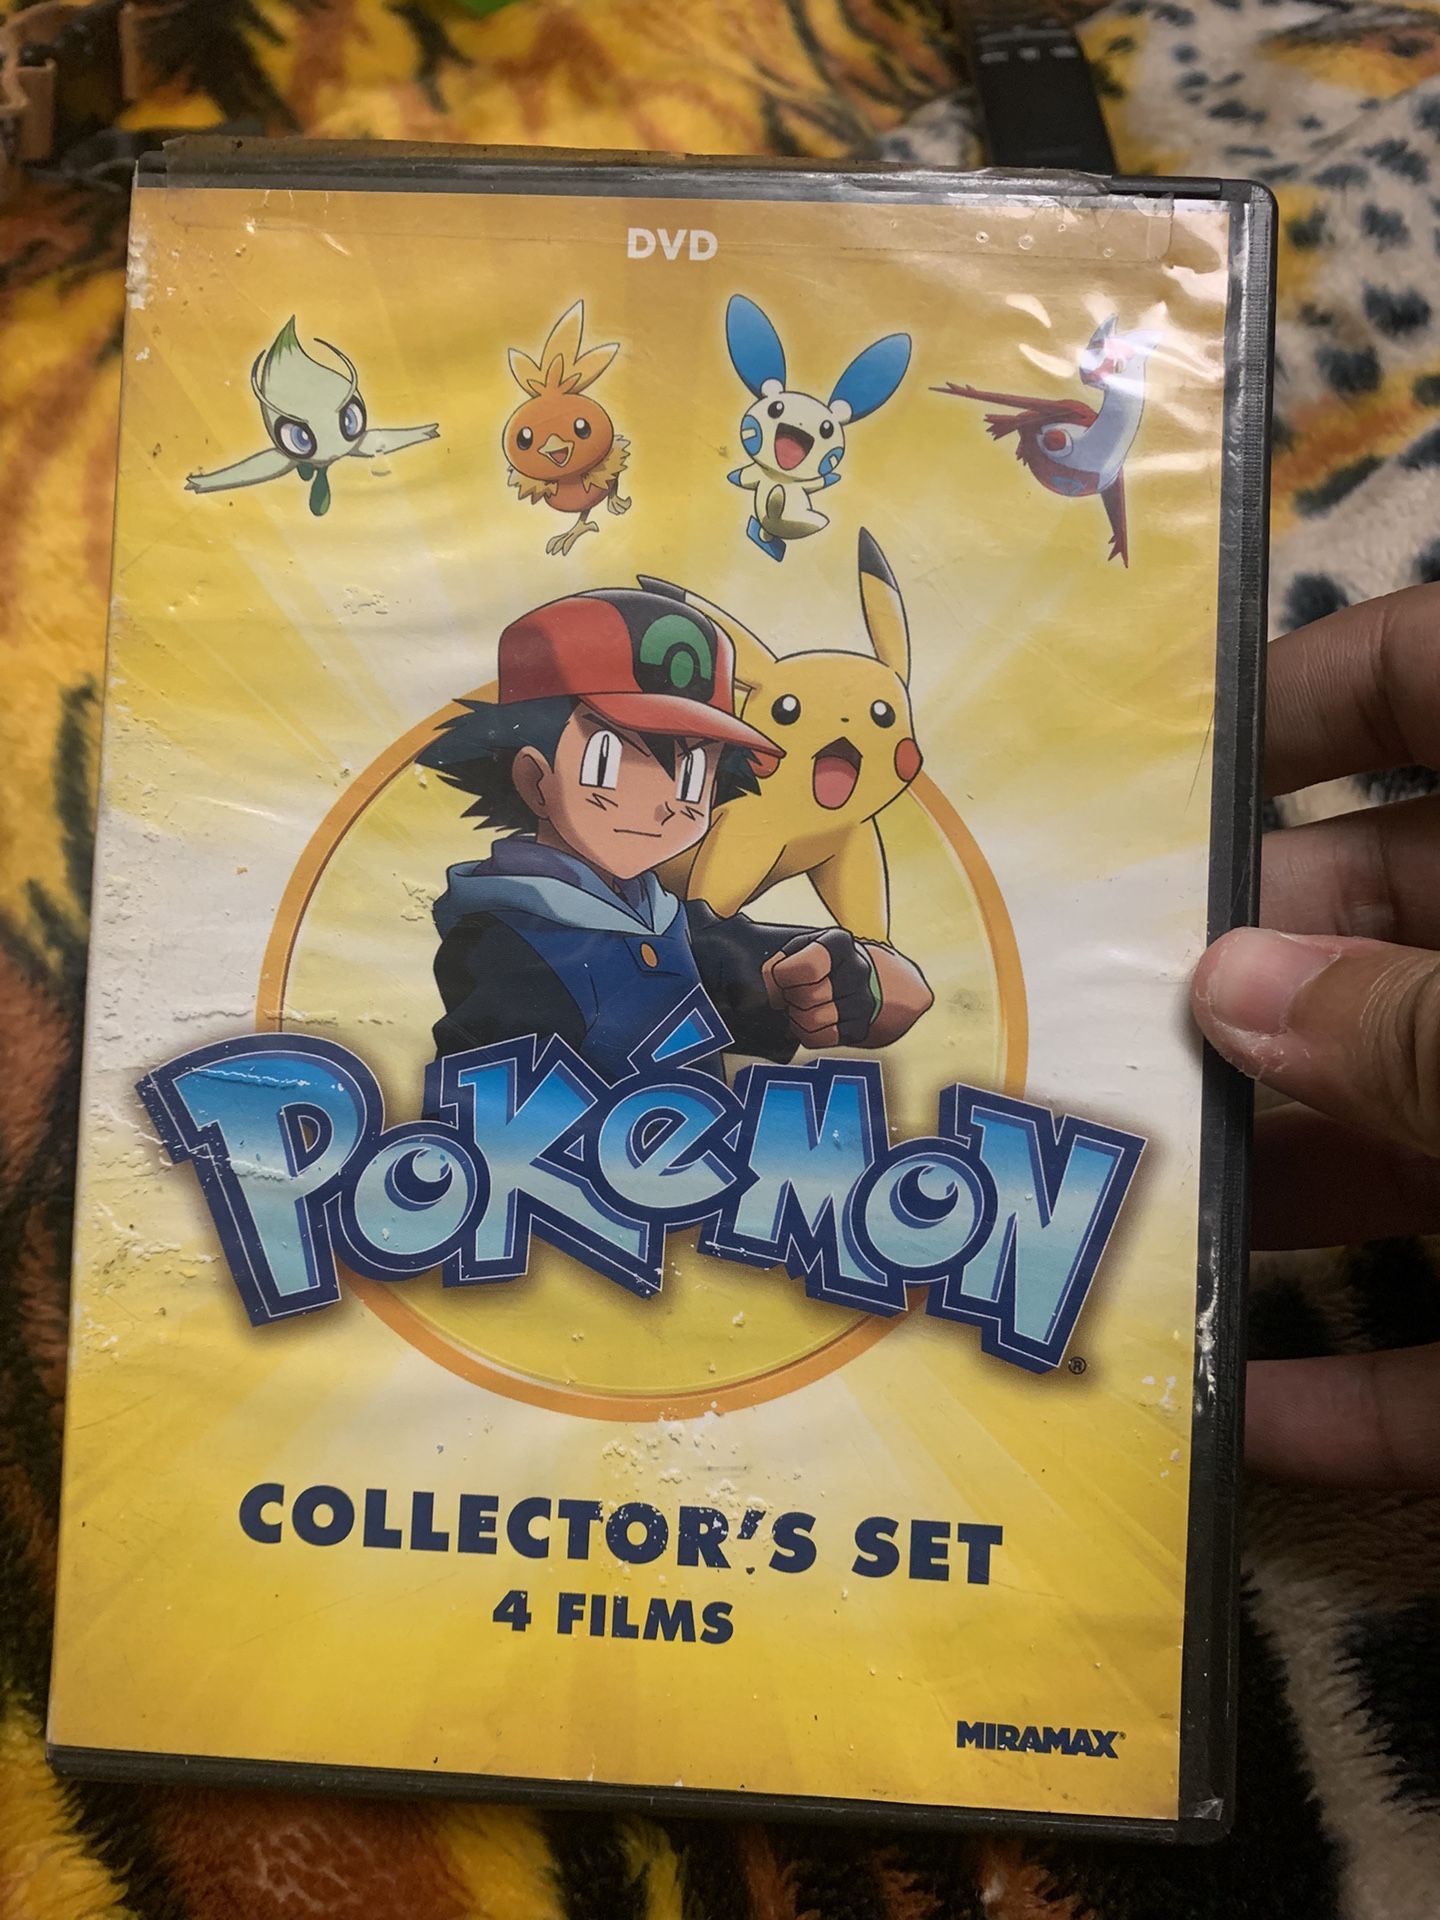 DVD
POKÉMON®
COLLECTOR'S SET
4 FILMS
MIRAMAX®